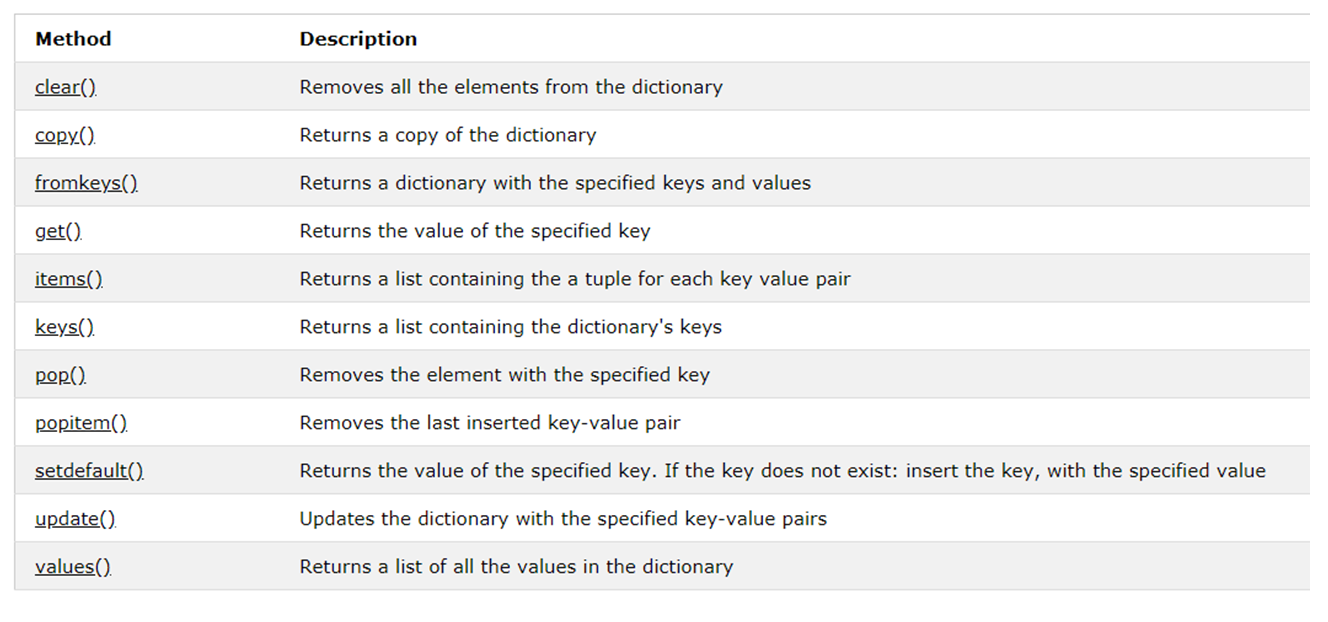 Method Description
clear() Removes all the elements from the dictionary
copy() Returns a copy of the dictionary
fromkeys() Returns a dictionary with the specified keys and values
get() Returns the value of the specified key
items() Returns a list containing the a tuple for each key value pair
keys() Returns a list containing the dictionary's keys
pop() Removes the element with the specified key
popitem() Removes the last inserted key-value pair
setdefault() Returns the value of the specified key. If the key does not exist: insert the key, with the specified value
update() Updates the dictionary with the specified key-value pairs
values() Returns a list of all the values in the dictionary